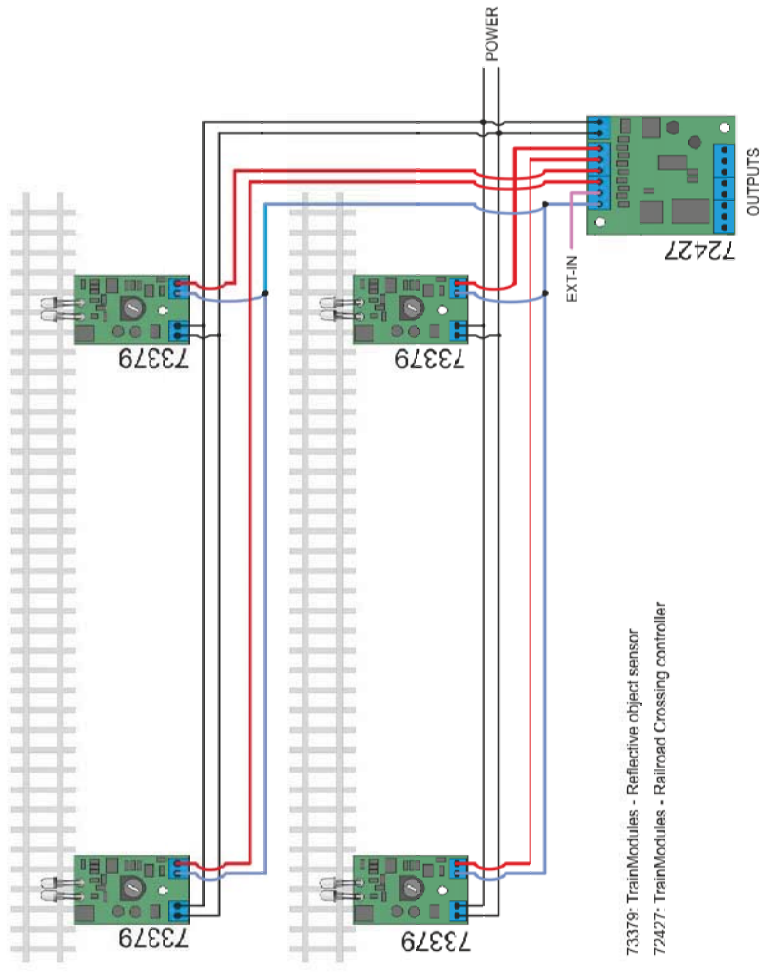 POWER
73379
73379
EXT-IN
72427
OUTPUTS
73379
73379
73379: TrainModules - Reflective object sensor
72427: TrainModules - Railroad Crossing controller